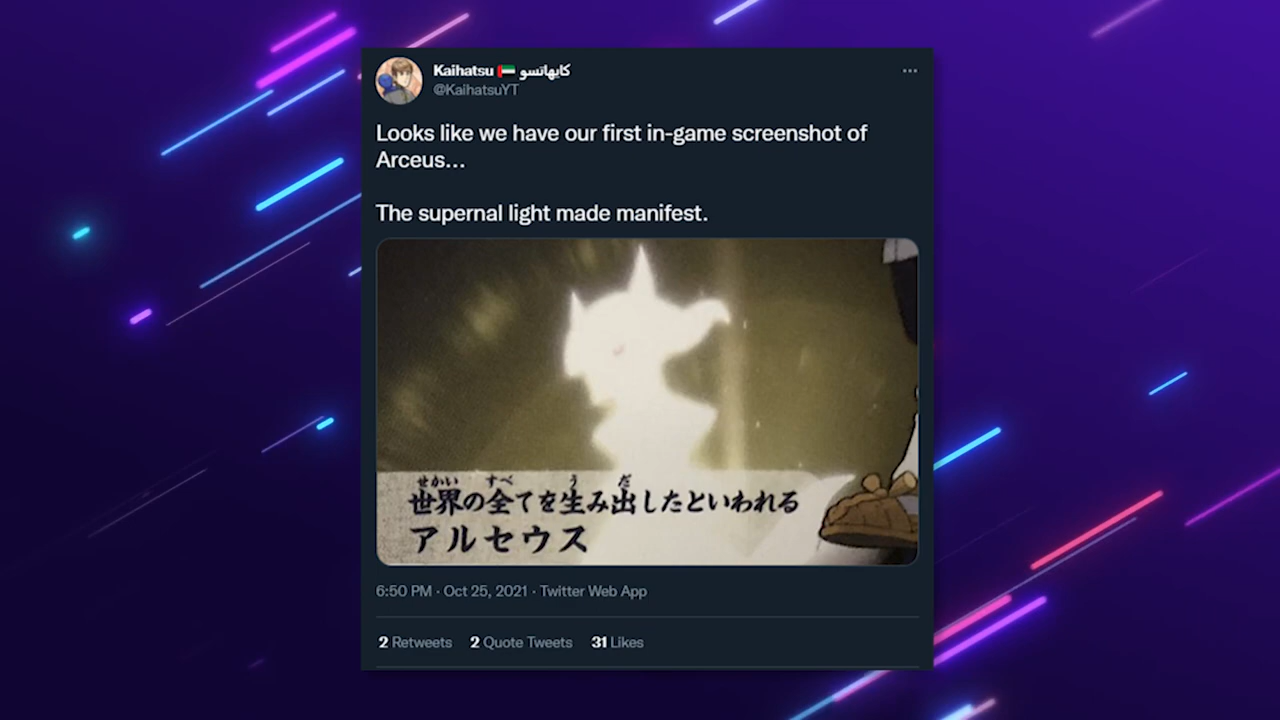 Kaihatsu 🇦🇪 كايهاتسو
@KaihatsuYT
Looks like we have our first in-game screenshot of
Arceus...
The supernal light made manifest.
せかい すべ う だ
世界の全てを生み出したといわれる
アルセウス
6:50 PM · Oct 25, 2021 · Twitter Web App
2 Retweets 2 Quote Tweets 31 Likes